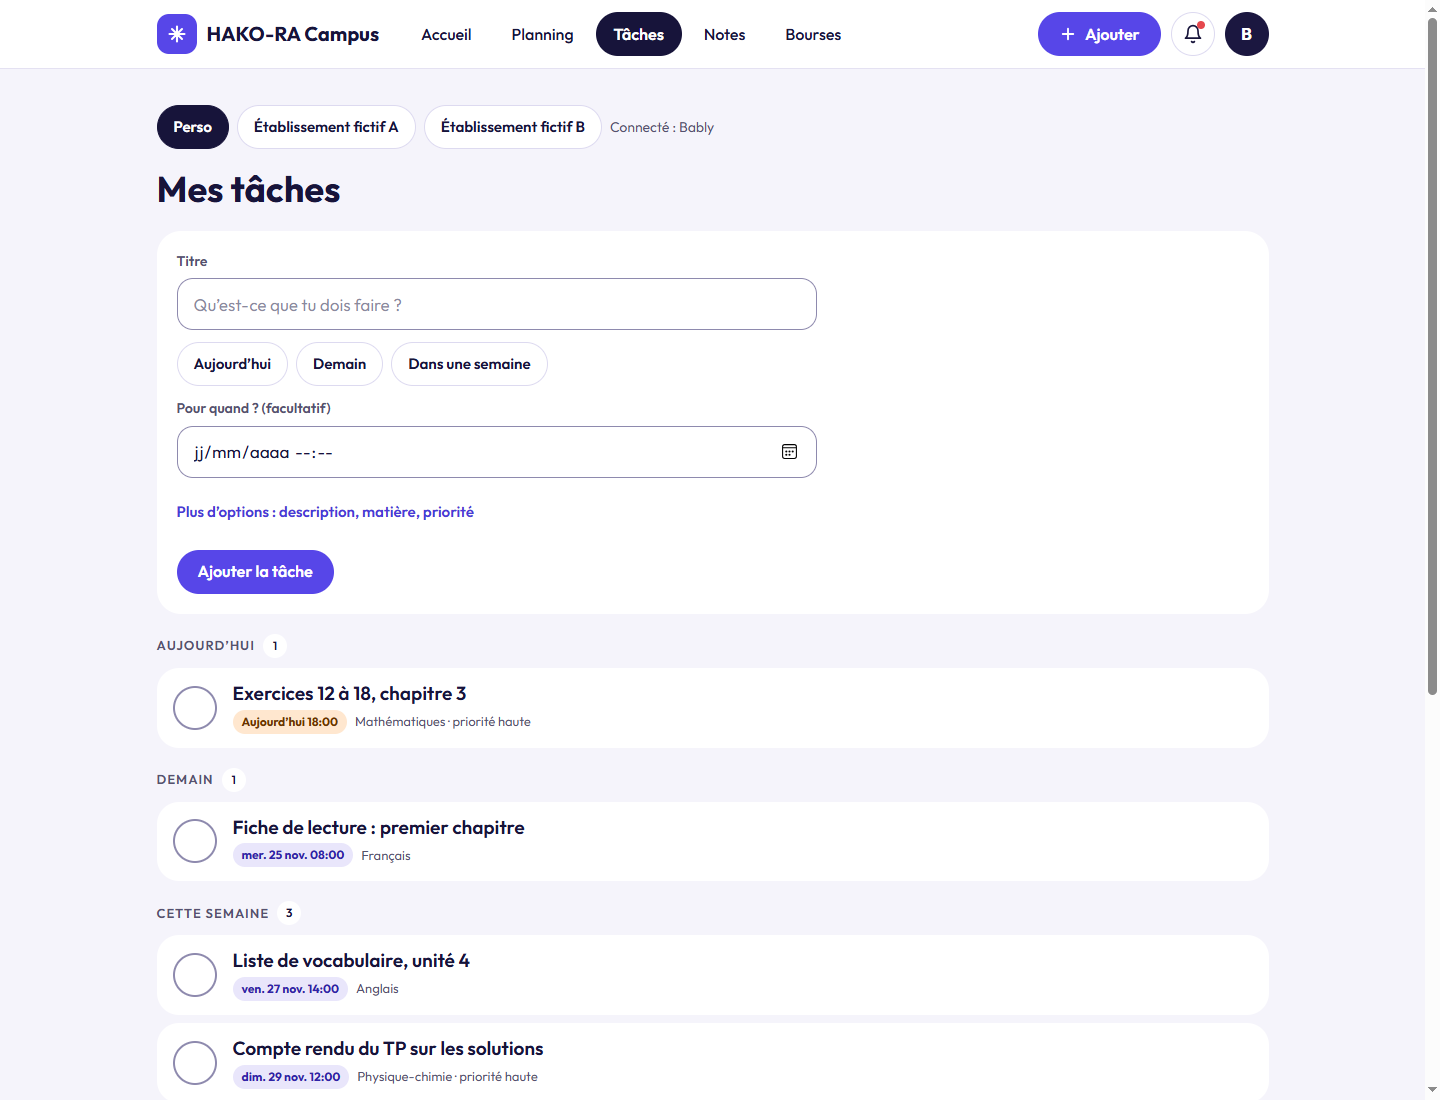 HAKO-RA Campus
Accueil
Planning
Tâches
Notes
Bourses
Ajouter
B
Perso
Établissement fictif A
Établissement fictif B
Connecté : Bably
Mes tâches
Titre
Qu’est-ce que tu dois faire ?
Aujourd’hui
Demain
Dans une semaine
Pour quand ? (facultatif)
jj/mm/aaaa --:--
Plus d’options : description, matière, priorité
Ajouter la tâche
AUJOURD’HUI 1
Exercices 12 à 18, chapitre 3
Aujourd’hui 18:00 Mathématiques · priorité haute
DEMAIN 1
Fiche de lecture : premier chapitre
mer. 25 nov. 08:00 Français
CETTE SEMAINE 3
Liste de vocabulaire, unité 4
ven. 27 nov. 14:00 Anglais
Compte rendu du TP sur les solutions
dim. 29 nov. 12:00 Physique-chimie · priorité haute